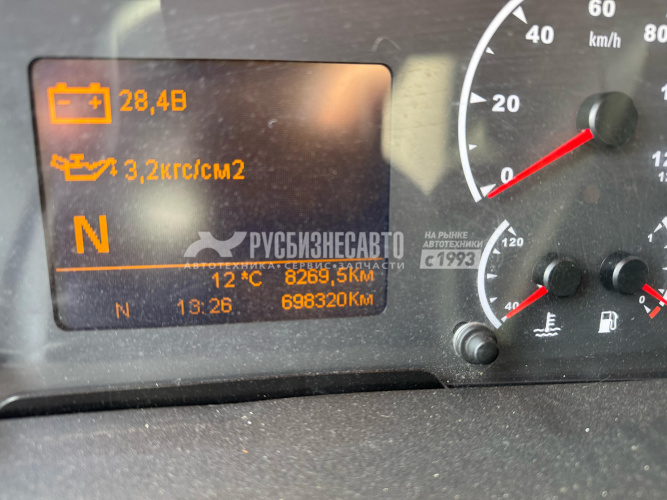 28,4В
3,2кгс/см2
N
12 °C 8269,5Км
N 13:26 698320Км
РУСБИЗНЕСАВТО
АВТОТЕХНИКА•СЕРВИС•ЗАПЧАСТИ
НА РЫНКЕ
АВТОТЕХНИКИ
с 1993
0
20
40
60
80
km/h
120
40
0